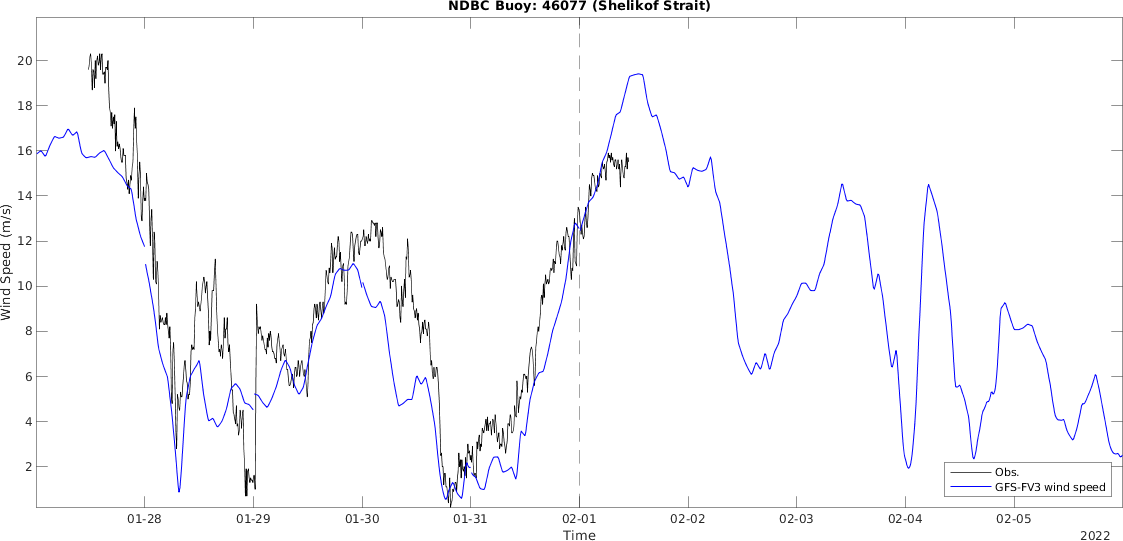 NDBC Buoy: 46077 (Shelikof Strait)
20
18
16
14
12
10
8
6
4
2
Wind Speed (m/s)
Obs.
GFS-FV3 wind speed
01-28 01-29 01-30 01-31 02-01 02-02 02-03 02-04 02-05
Time
2022